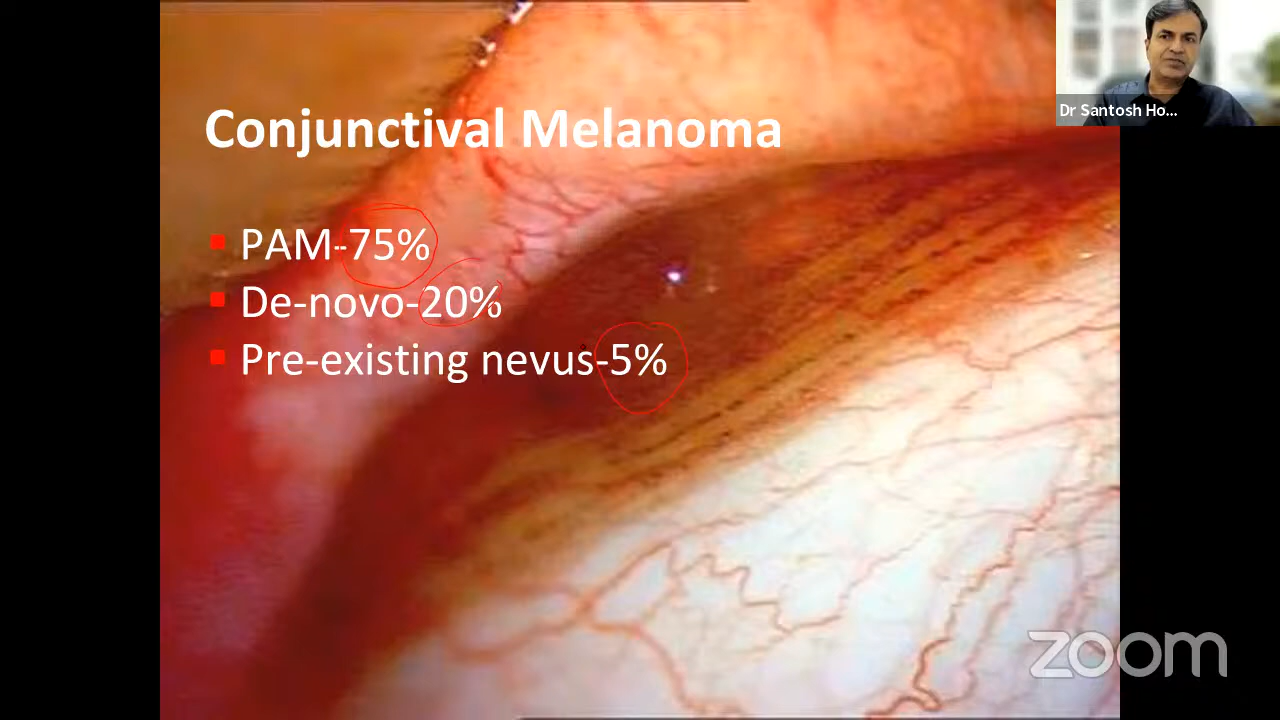 Dr Santosh Ho...
Conjunctival Melanoma
PAM-75%
De-novo-20%
Pre-existing nevus-5%
zoom